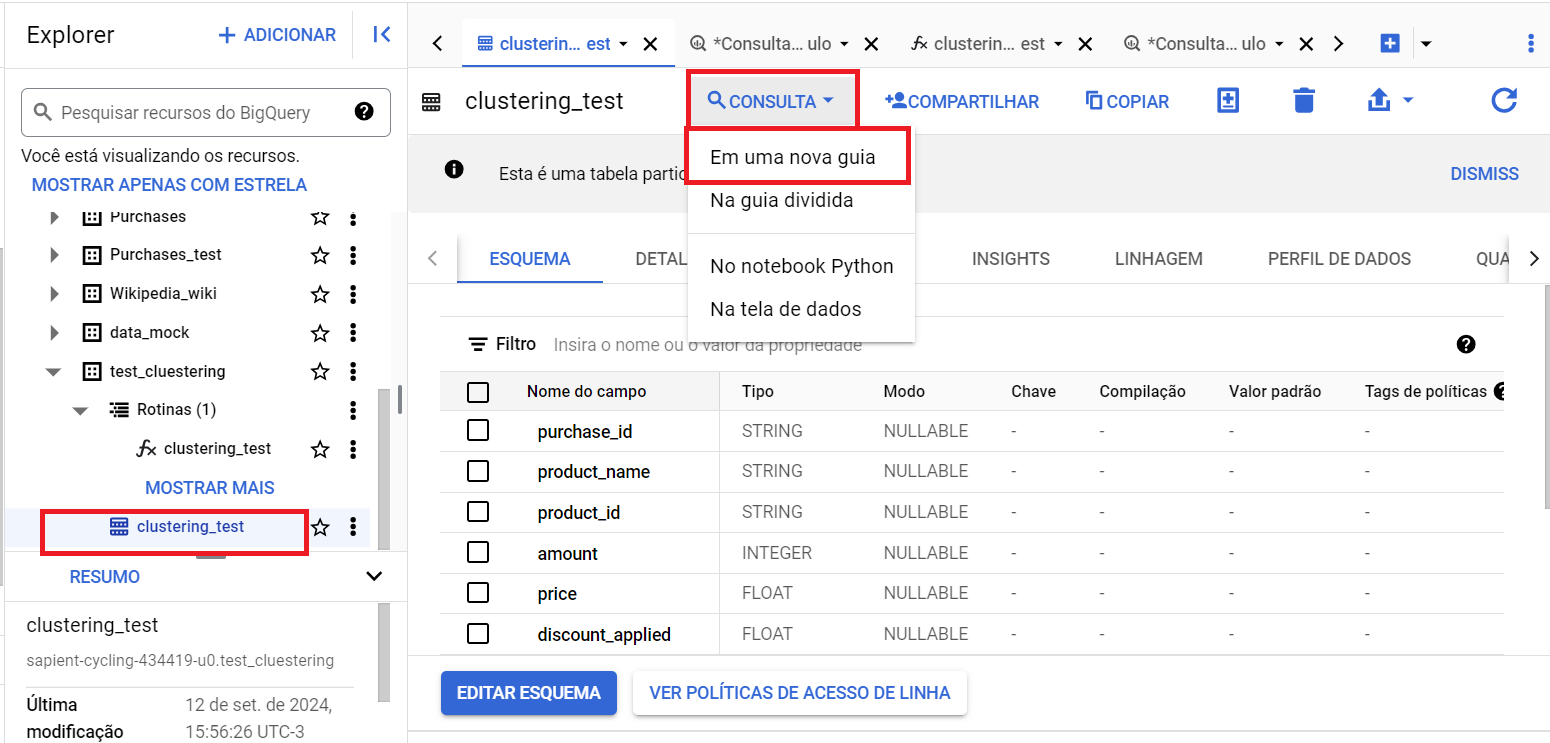 Explorer
ADICIONAR
Pesquisar recursos do BigQuery
Você está visualizando os recursos.
MOSTRAR APENAS COM ESTRELA
Purchases
Purchases_test
Wikipedia_wiki
data_mock
test_cluestering
Rotinas (1)
clustering_test
MOSTRAR MAIS
clustering_test
RESUMO
clustering_test
sapient-cycling-434419-u0.test_cluestering
Última modificação 12 de set. de 2024, 15:56:26 UTC-3
clusterin... est *Consulta... ulo clusterin... est *Consulta... ulo
clustering_test CONSULTA COMPARTILHAR COPIAR
Em uma nova guia
Na guia dividida
No notebook Python
Na tela de dados
Esta é uma tabela partic DISMISS
ESQUEMA DETAL INSIGHTS LINHAGEM PERFIL DE DADOS QUA
Filtro Insira o nome ou o valor da propriedade
Nome do campo Tipo Modo Chave Compilação Valor padrão Tags de políticas
purchase_id STRING NULLABLE - - - -
product_name STRING NULLABLE - - - -
product_id STRING NULLABLE - - - -
amount INTEGER NULLABLE - - - -
price FLOAT NULLABLE - - - -
discount_applied FLOAT NULLABLE - - - -
EDITAR ESQUEMA VER POLÍTICAS DE ACESSO DE LINHA